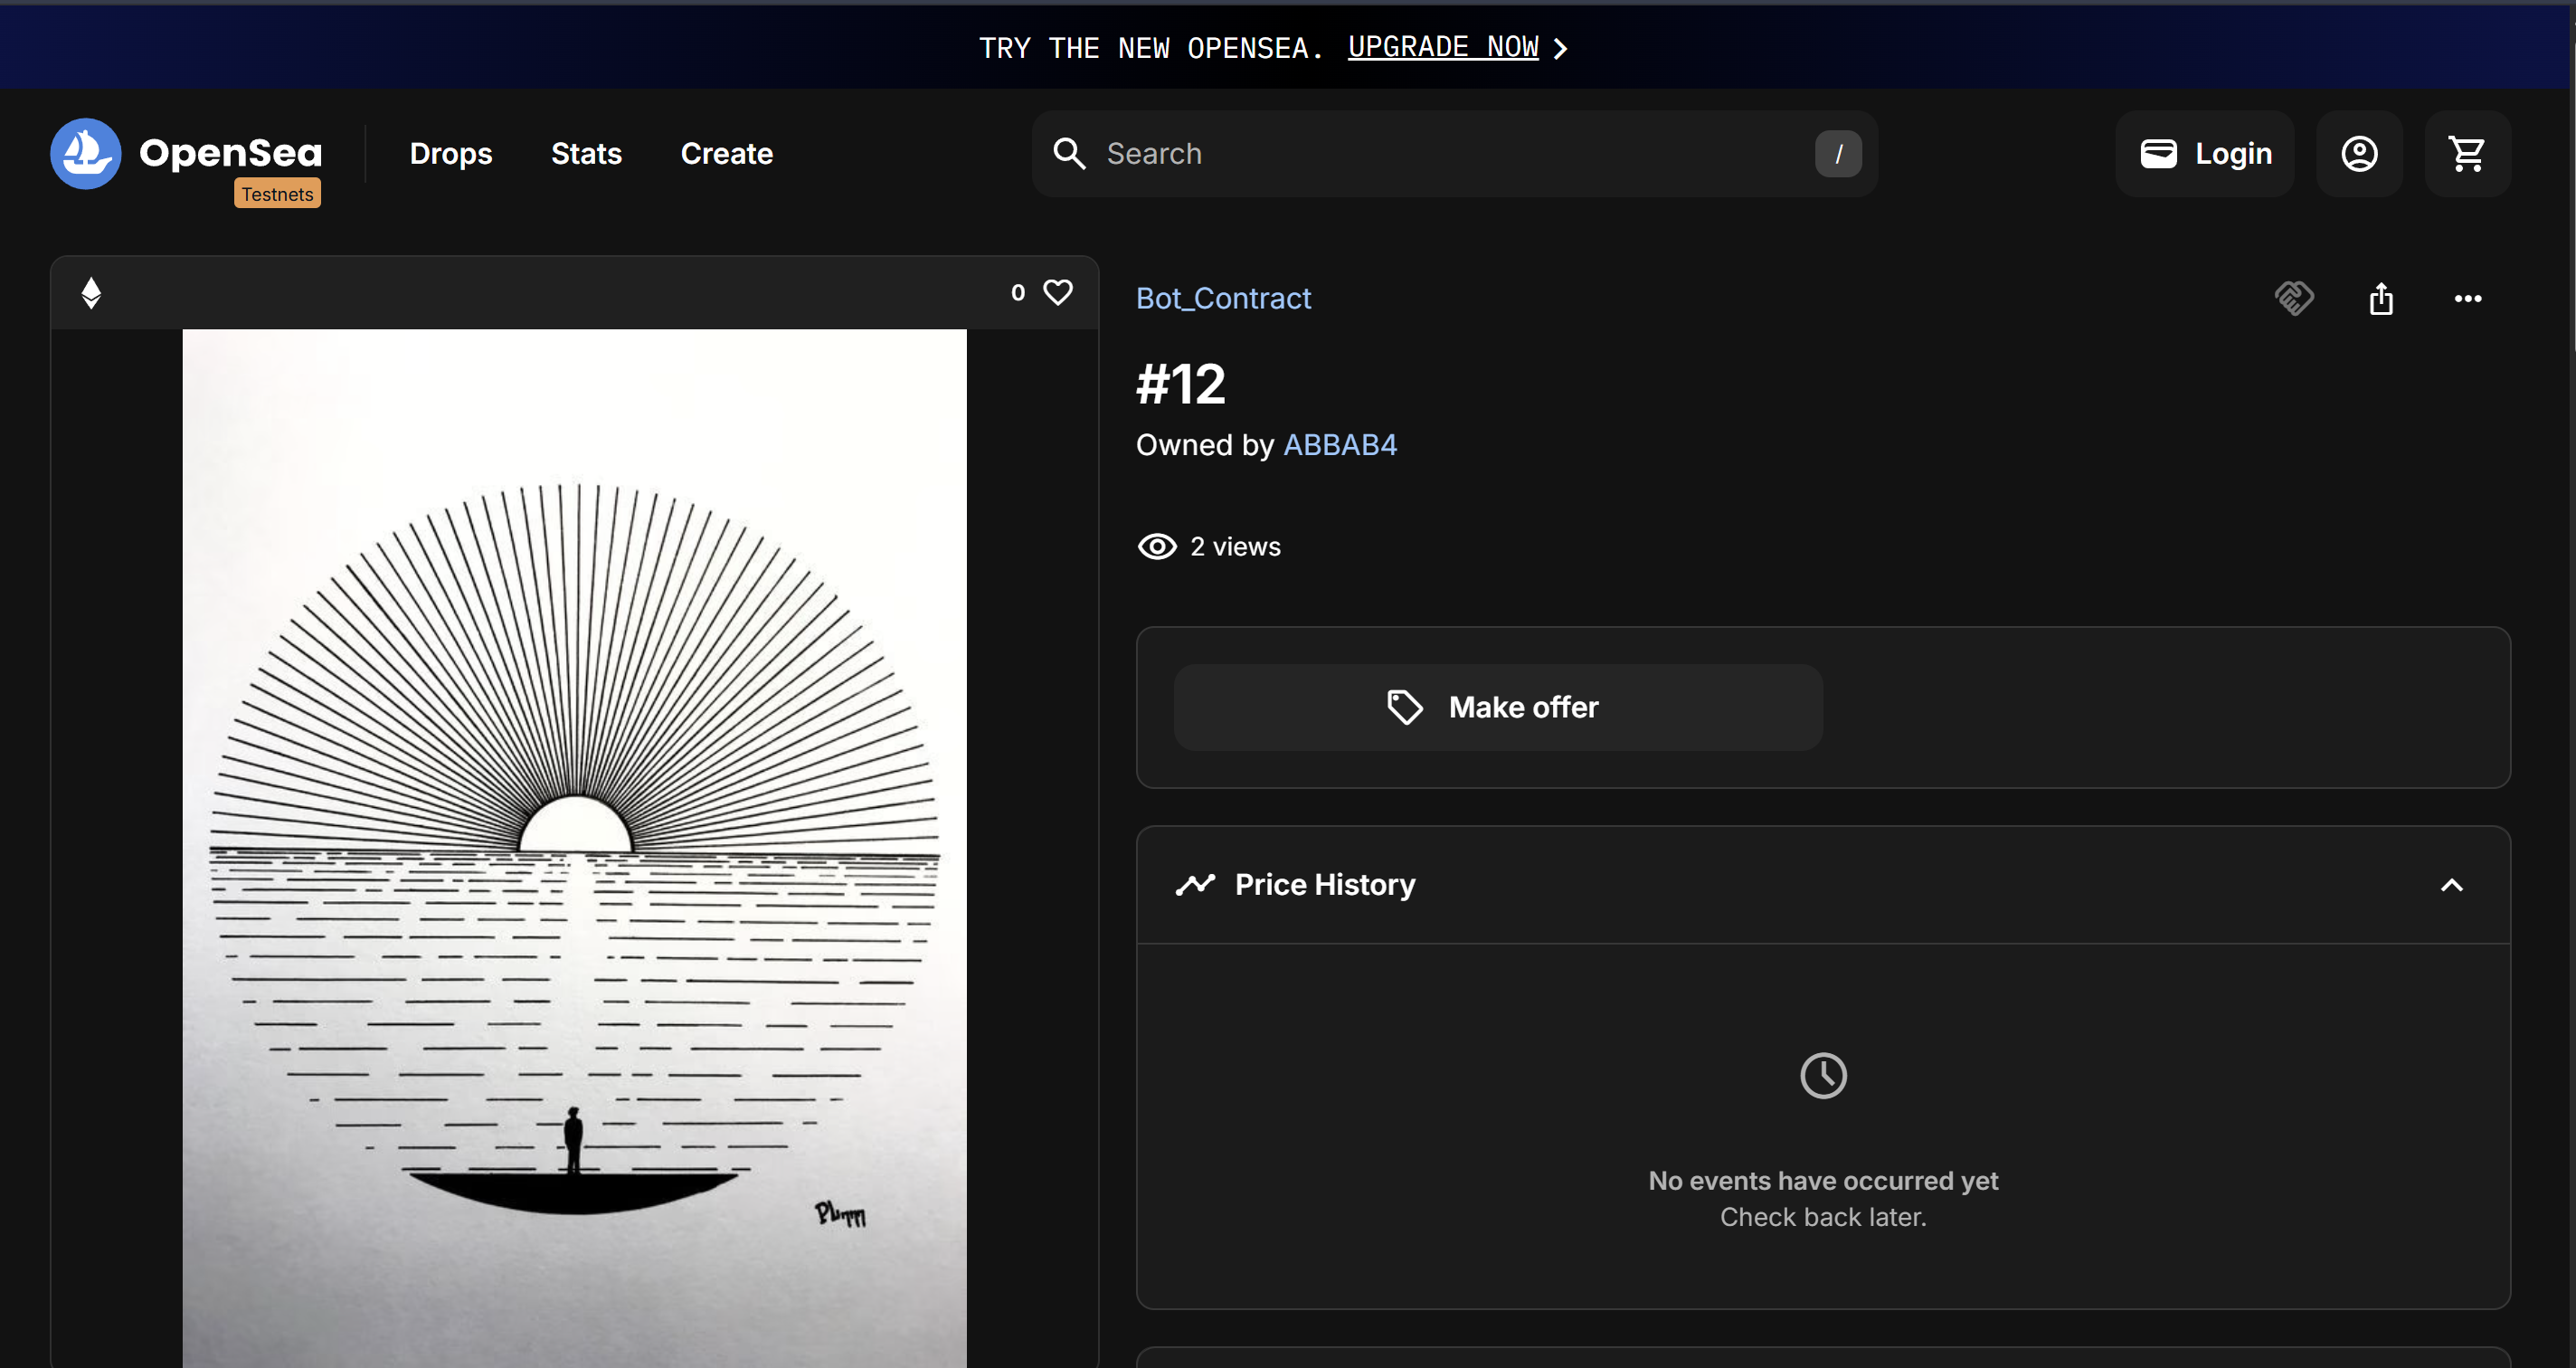 TRY THE NEW OPENSEA. UPGRADE NOW
OpenSea
Testnets
Drops
Stats
Create
Search
/
Login
0
Bot_Contract
#12
Owned by ABBAB4
2 views
Make offer
Price History
No events have occurred yet
Check back later.